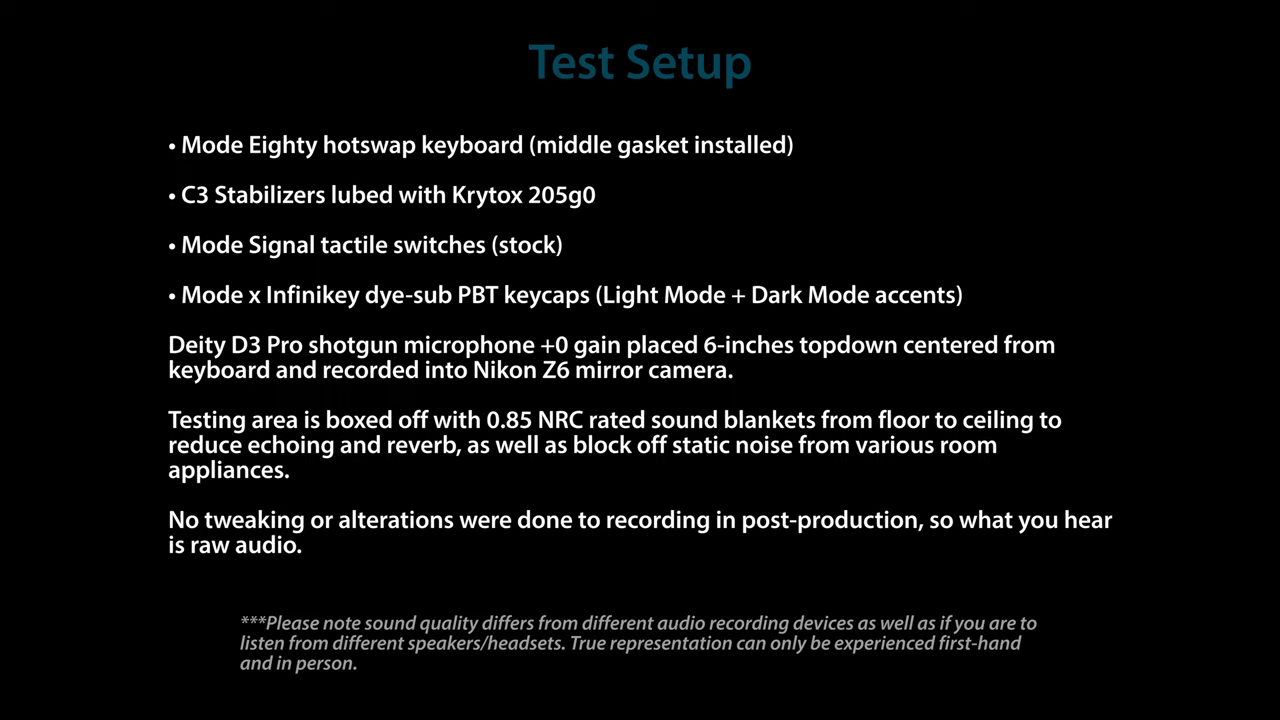 Test Setup
• Mode Eighty hotswap keyboard (middle gasket installed)
• C3 Stabilizers lubed with Krytox 205g0
• Mode Signal tactile switches (stock)
• Mode x Infinikey dye-sub PBT keycaps (Light Mode + Dark Mode accents)
Deity D3 Pro shotgun microphone +0 gain placed 6-inches topdown centered from
keyboard and recorded into Nikon Z6 mirror camera.
Testing area is boxed off with 0.85 NRC rated sound blankets from floor to ceiling to
reduce echoing and reverb, as well as block off static noise from various room
appliances.
No tweaking or alterations were done to recording in post-production, so what you hear
is raw audio.
***Please note sound quality differs from different audio recording devices as well as if you are to
listen from different speakers/headsets. True representation can only be experienced first-hand
and in person.